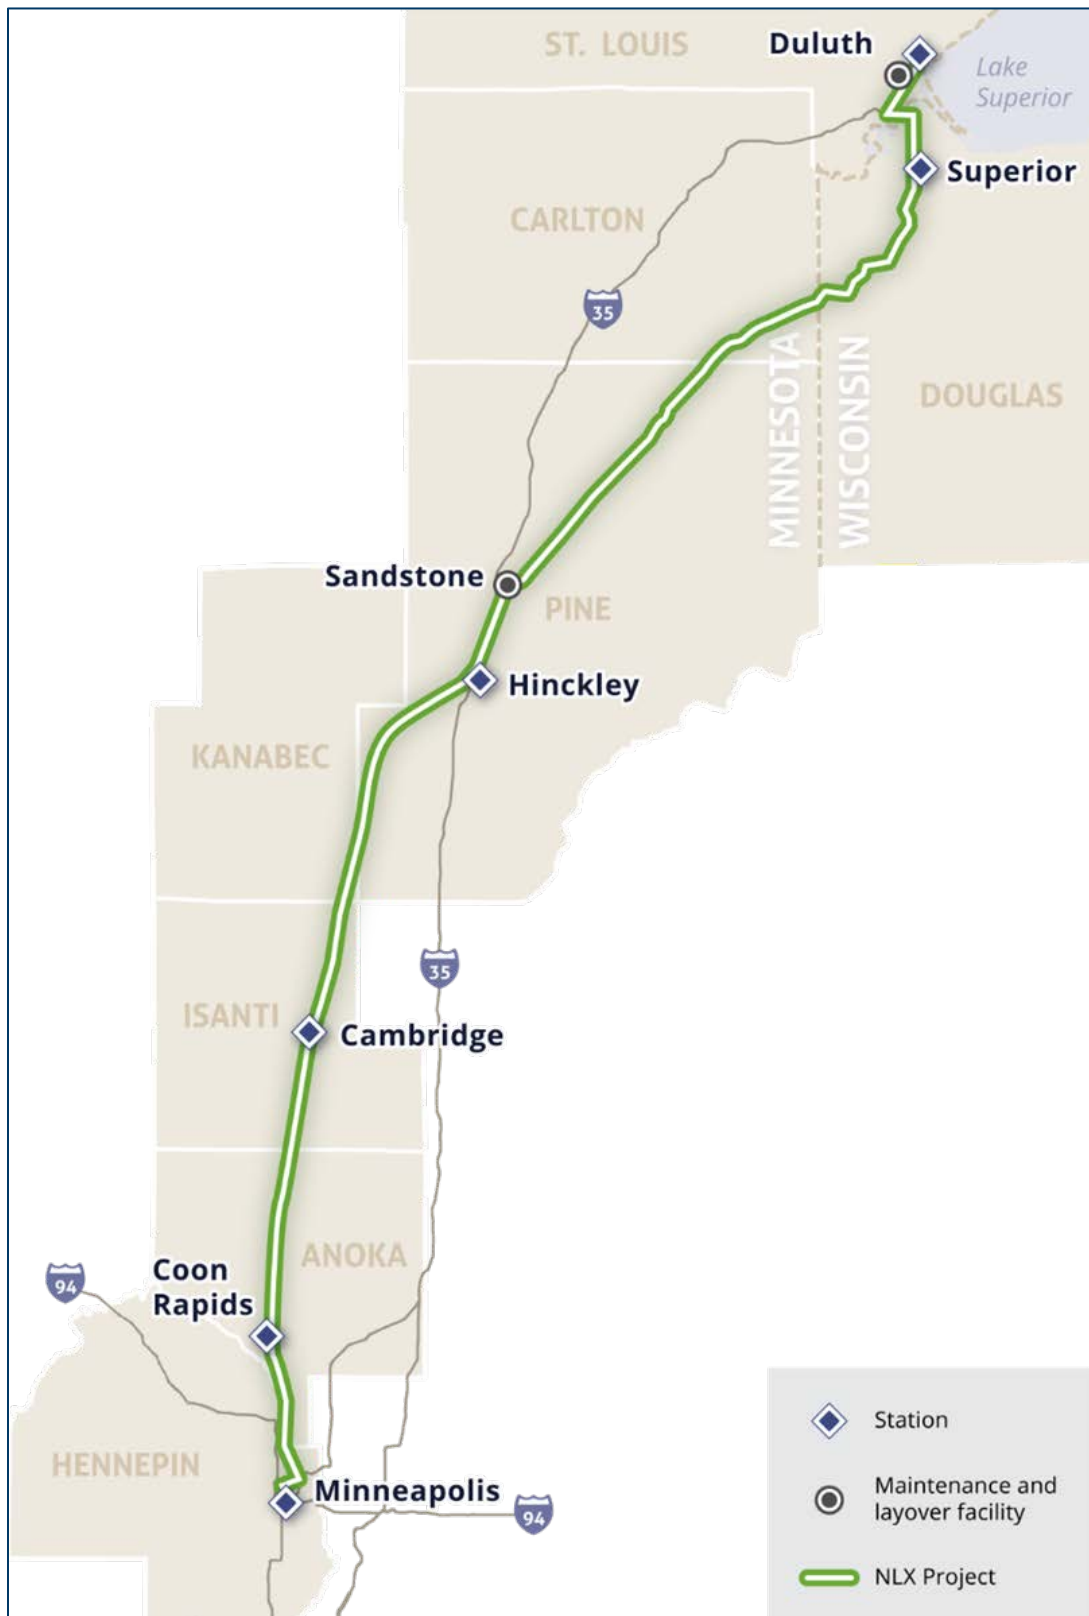 ST. LOUIS
Duluth
Lake
Superior
Superior
CARLTON
35
MINNESOTA
WISCONSIN
DOUGLAS
Sandstone
PINE
Hinckley
KANABEC
35
ISANTI
Cambridge
ANOKA
Coon
Rapids
94
HENNEPIN
Minneapolis
94
Station
Maintenance and
layover facility
NLX Project